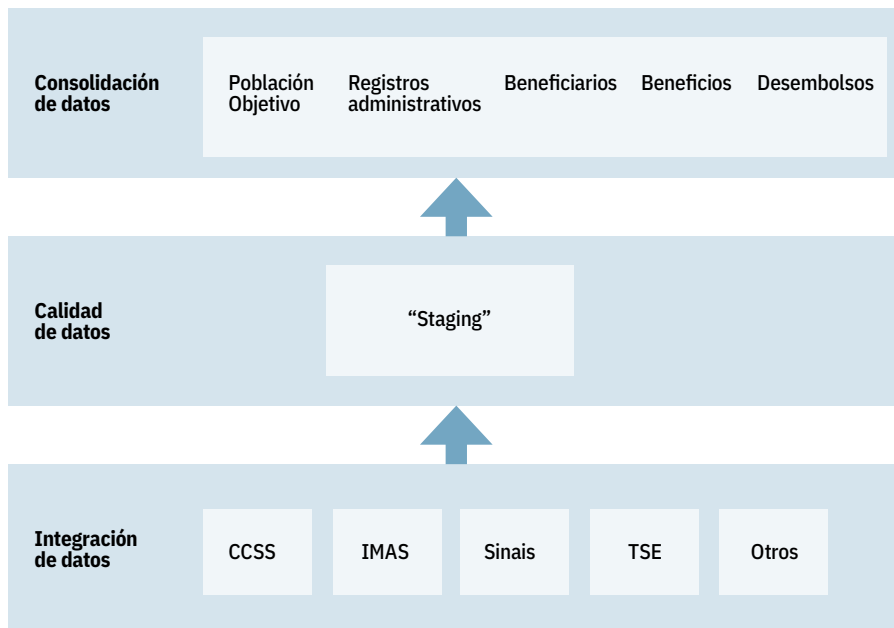 Consolidación
de datos
Población
Objetivo
Registros
administrativos
Beneficiarios
Beneficios
Desembolsos
Calidad
de datos
“Staging”
Integración
de datos
CCSS
IMAS
Sinais
TSE
Otros